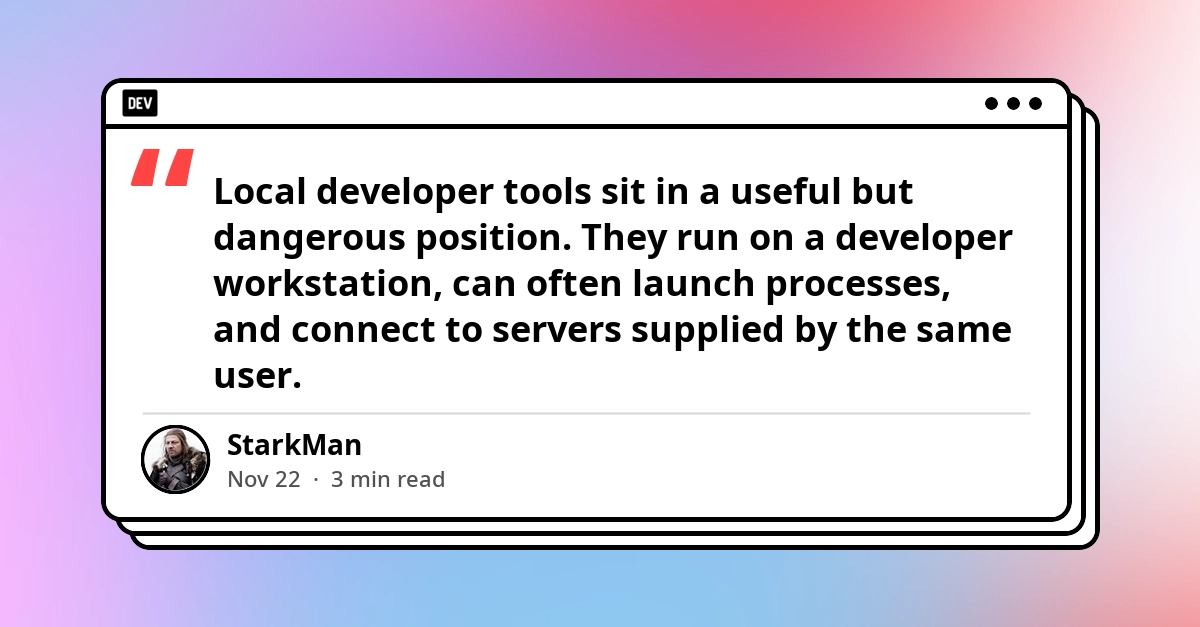 DEV
Local developer tools sit in a useful but
dangerous position. They run on a developer
workstation, can often launch processes,
and connect to servers supplied by the same
user.
StarkMan
Nov 22 · 3 min read